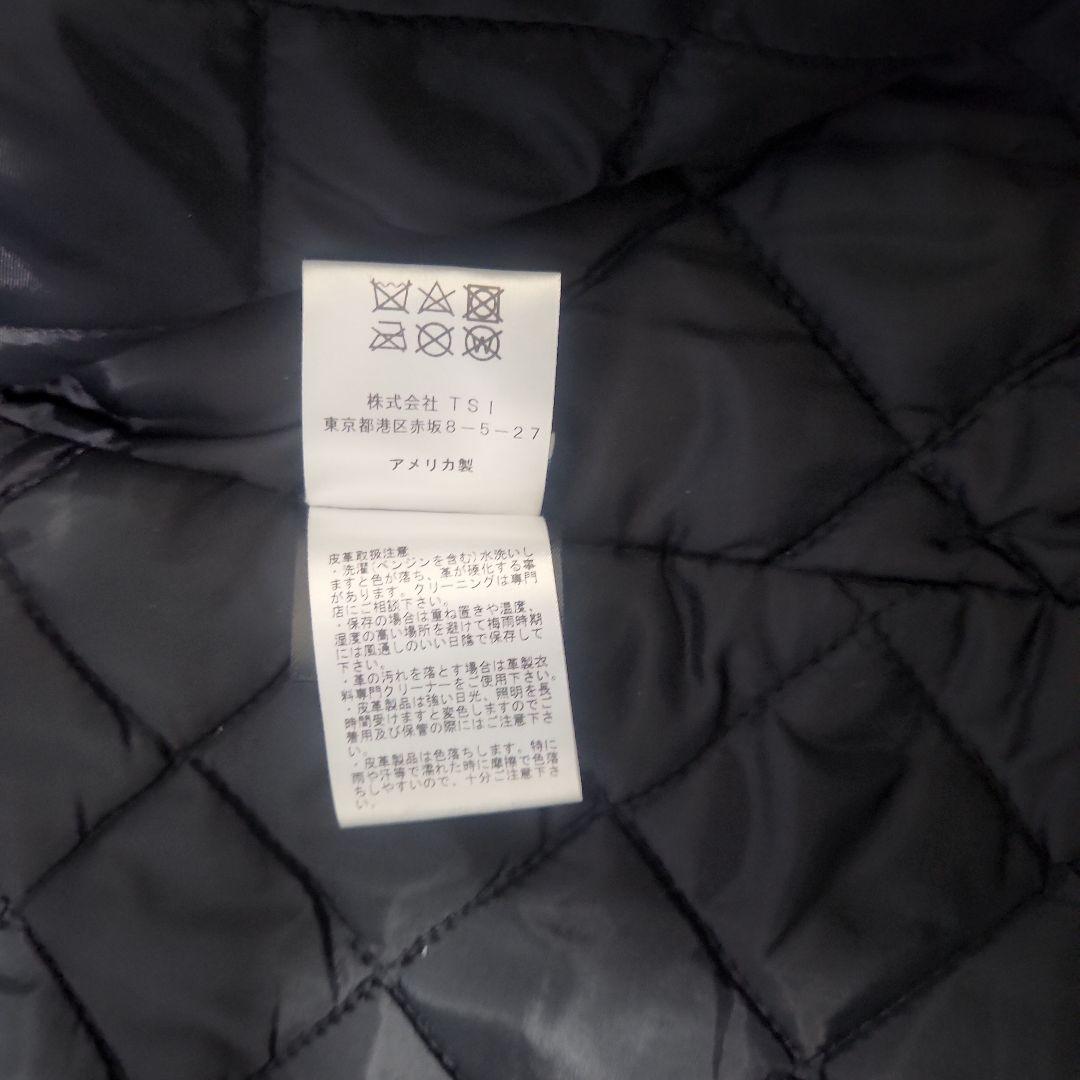 W
株式会社 TSI
東京都港区赤坂8-5-27
アメリカ製
皮革取扱注意
・洗濯(ベンジンを含む)水洗いし
ますと色が落ち、革が硬化する事
があります。クリーニングは専門
店にご相談下さい。
・保存の場合は重ね置きや温度、
湿度の高い場所を避けて梅雨時期
には風通しのいい日陰で保存して
下さい。
・革の汚れを落とす場合は革製衣
料専門クリーナーをご使用下さい。
・皮革製品は強い日光、照明を長
時間受けますと変色しますのでご
着用及び保管の際にはご注意下さ
い。
・皮革製品は色落ちします。特に
雨や汗等で濡れた時に摩擦で色落
ちしやすいので、十分ご注意下さ
い。